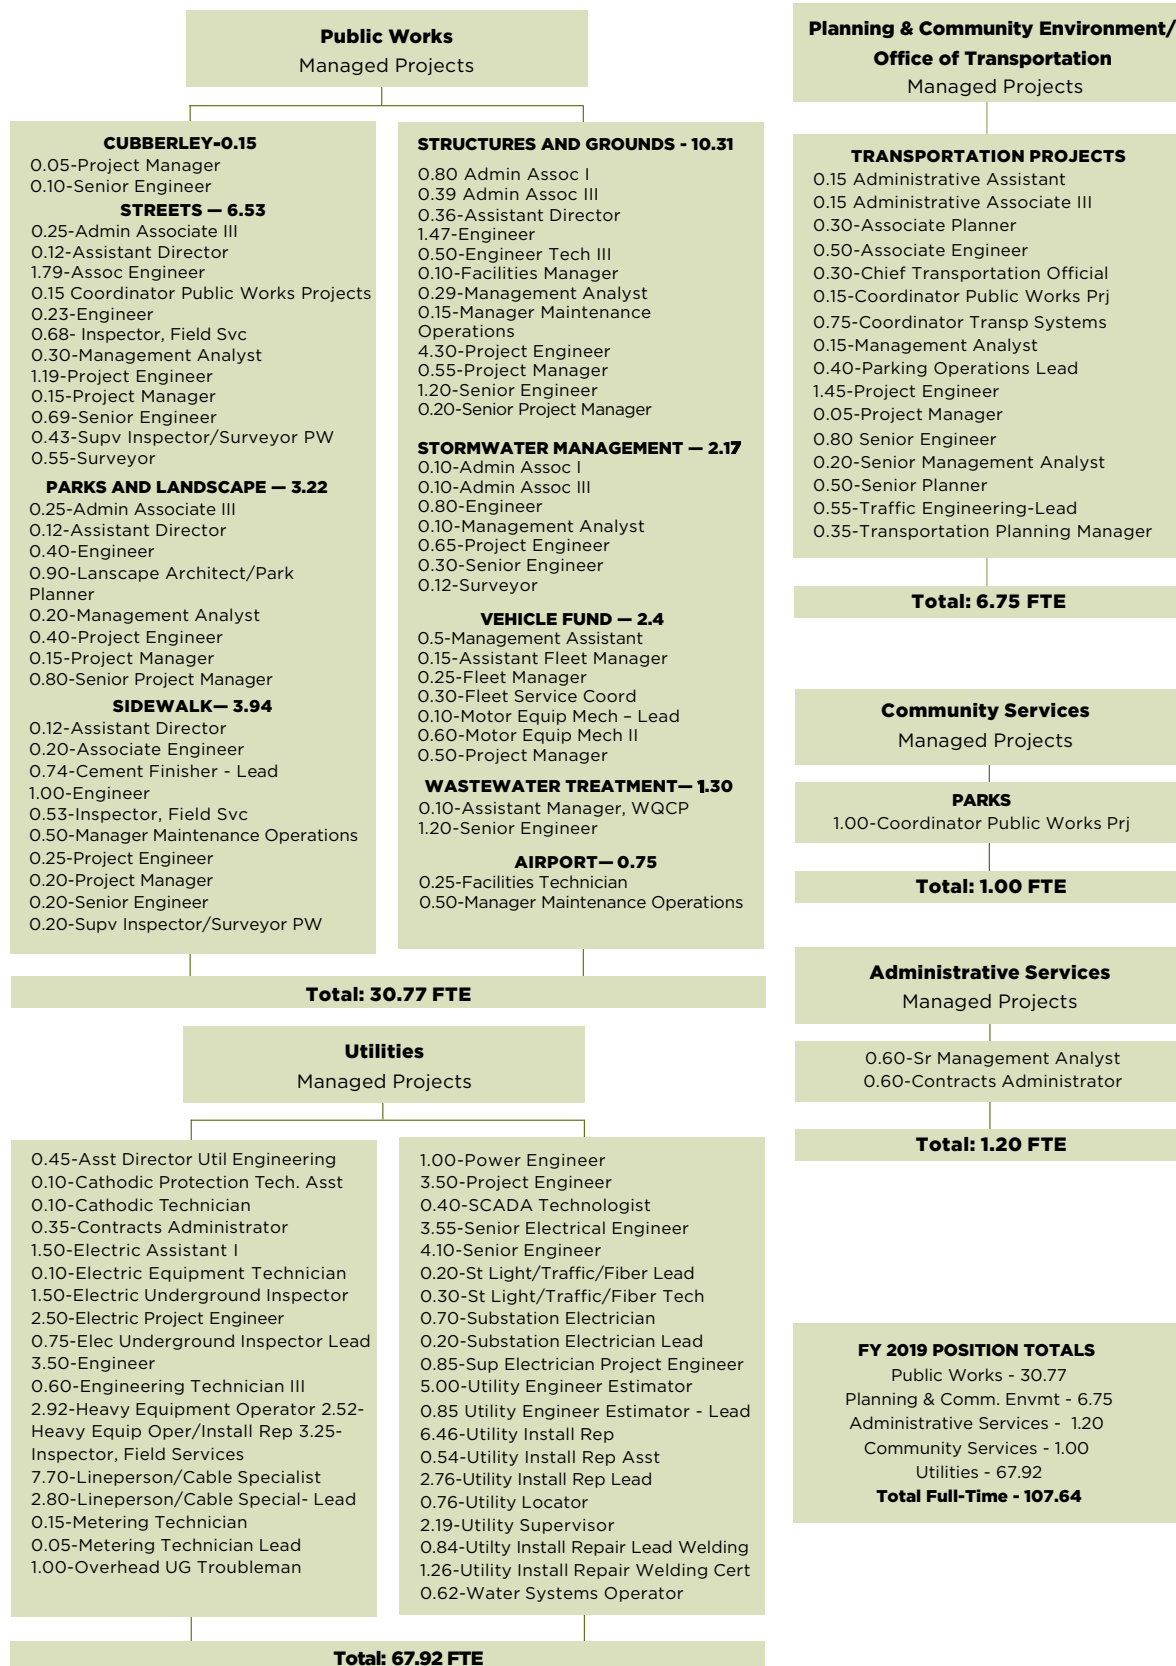 Public Works
Managed Projects
CUBBERLEY-0.15
0.05-Project Manager
0.10-Senior Engineer
STREETS — 6.53
0.25-Admin Associate III
0.12-Assistant Director
1.79-Assoc Engineer
0.15 Coordinator Public Works Projects
0.23-Engineer
0.68- Inspector, Field Svc
0.30-Management Analyst
1.19-Project Engineer
0.15-Project Manager
0.69-Senior Engineer
0.43-Supv Inspector/Surveyor PW
0.55-Surveyor
PARKS AND LANDSCAPE — 3.22
0.25-Admin Associate III
0.12-Assistant Director
0.40-Engineer
0.90-Lanscape Architect/Park
Planner
0.20-Management Analyst
0.40-Project Engineer
0.15-Project Manager
0.80-Senior Project Manager
SIDEWALK— 3.94
0.12-Assistant Director
0.20-Associate Engineer
0.74-Cement Finisher - Lead
1.00-Engineer
0.53-Inspector, Field Svc
0.50-Manager Maintenance Operations
0.25-Project Engineer
0.20-Project Manager
0.20-Senior Engineer
0.20-Supv Inspector/Surveyor PW
STRUCTURES AND GROUNDS - 10.31
0.80 Admin Assoc I
0.39 Admin Assoc III
0.36-Assistant Director
1.47-Engineer
0.50-Engineer Tech III
0.10-Facilities Manager
0.29-Management Analyst
0.15-Manager Maintenance
Operations
4.30-Project Engineer
0.55-Project Manager
1.20-Senior Engineer
0.20-Senior Project Manager
STORMWATER MANAGEMENT — 2.17
0.10-Admin Assoc I
0.10-Admin Assoc III
0.80-Engineer
0.10-Management Analyst
0.65-Project Engineer
0.30-Senior Engineer
0.12-Surveyor
VEHICLE FUND — 2.4
0.5-Management Assistant
0.15-Assistant Fleet Manager
0.25-Fleet Manager
0.30-Fleet Service Coord
0.10-Motor Equip Mech – Lead
0.60-Motor Equip Mech II
0.50-Project Manager
WASTEWATER TREATMENT— 1.30
0.10-Assistant Manager, WQCP
1.20-Senior Engineer
AIRPORT— 0.75
0.25-Facilities Technician
0.50-Manager Maintenance Operations
Total: 30.77 FTE
Utilities
Managed Projects
0.45-Asst Director Util Engineering
0.10-Cathodic Protection Tech. Asst
0.10-Cathodic Technician
0.35-Contracts Administrator
1.50-Electric Assistant I
0.10-Electric Equipment Technician
1.50-Electric Underground Inspector
2.50-Electric Project Engineer
0.75-Elec Underground Inspector Lead
3.50-Engineer
0.60-Engineering Technician III
2.92-Heavy Equipment Operator 2.52-
Heavy Equip Oper/Install Rep 3.25-
Inspector, Field Services
7.70-Lineperson/Cable Specialist
2.80-Lineperson/Cable Special- Lead
0.15-Metering Technician
0.05-Metering Technician Lead
1.00-Overhead UG Troubleman
1.00-Power Engineer
3.50-Project Engineer
0.40-SCADA Technologist
3.55-Senior Electrical Engineer
4.10-Senior Engineer
0.20-St Light/Traffic/Fiber Lead
0.30-St Light/Traffic/Fiber Tech
0.70-Substation Electrician
0.20-Substation Electrician Lead
0.85-Sup Electrician Project Engineer
5.00-Utility Engineer Estimator
0.85 Utility Engineer Estimator - Lead
6.46-Utility Install Rep
0.54-Utility Install Rep Asst
2.76-Utility Install Rep Lead
0.76-Utility Locator
2.19-Utility Supervisor
0.84-Utilty Install Repair Lead Welding
1.26-Utility Install Repair Welding Cert
0.62-Water Systems Operator
Total: 67.92 FTE
Planning & Community Environment/
Office of Transportation
Managed Projects
TRANSPORTATION PROJECTS
0.15 Administrative Assistant
0.15 Administrative Associate III
0.30-Associate Planner
0.50-Associate Engineer
0.30-Chief Transportation Official
0.15-Coordinator Public Works Prj
0.75-Coordinator Transp Systems
0.15-Management Analyst
0.40-Parking Operations Lead
1.45-Project Engineer
0.05-Project Manager
0.80 Senior Engineer
0.20-Senior Management Analyst
0.50-Senior Planner
0.55-Traffic Engineering-Lead
0.35-Transportation Planning Manager
Total: 6.75 FTE
Community Services
Managed Projects
PARKS
1.00-Coordinator Public Works Prj
Total: 1.00 FTE
Administrative Services
Managed Projects
0.60-Sr Management Analyst
0.60-Contracts Administrator
Total: 1.20 FTE
FY 2019 POSITION TOTALS
Public Works - 30.77
Planning & Comm. Envmt - 6.75
Administrative Services - 1.20
Community Services - 1.00
Utilities - 67.92
Total Full-Time - 107.64